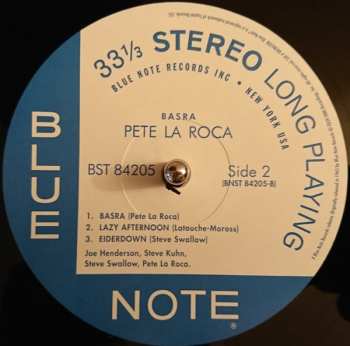 33⅓ STEREO LONG PLAYING
BLUE NOTE RECORDS INC • NEW YORK USA
BASRA
PETE LA ROCA
BST 84205
Side 2
(BNST 84205-B)
1. BASRA (Pete La Roca)
2. LAZY AFTERNOON (Latouche-Moross)
3. EIDERDOWN (Steve Swallow)
Joe Henderson, Steve Kuhn,
Steve Swallow, Pete La Roca.
BLUE
NOTE®